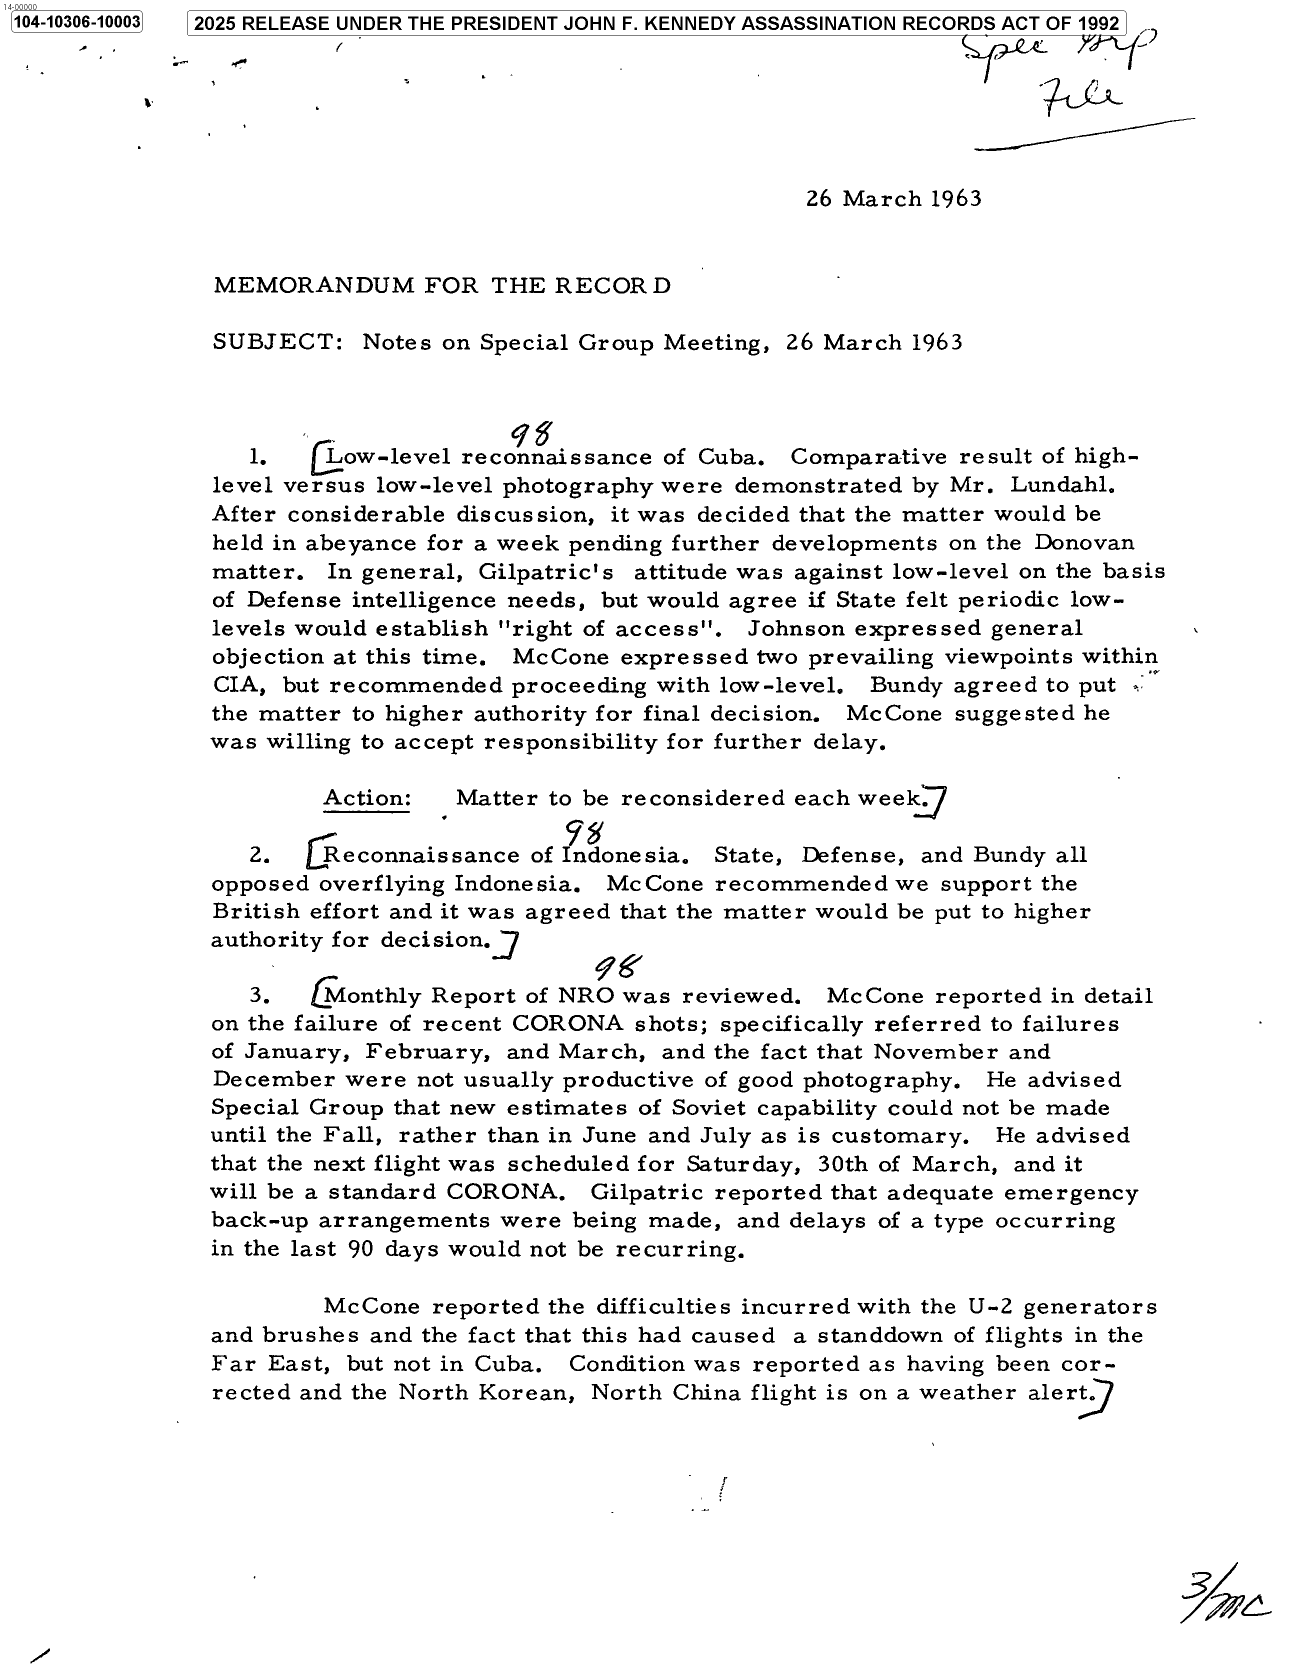 14-00000
104-10306-10003
2025 RELEASE UNDER THE PRESIDENT JOHN F. KENNEDY ASSASSINATION RECORDS ACT OF 1992
Spec Grp
File
26 March 1963
MEMORANDUM FOR THE RECORD
SUBJECT: Notes on Special Group Meeting, 26 March 1963
98
1. [Low-level reconnaissance of Cuba. Comparative result of high-
level versus low-level photography were demonstrated by Mr. Lundahl.
After considerable discussion, it was decided that the matter would be
held in abeyance for a week pending further developments on the Donovan
matter. In general, Gilpatric's attitude was against low-level on the basis
of Defense intelligence needs, but would agree if State felt periodic low-
levels would establish "right of access". Johnson expressed general
objection at this time. McCone expressed two prevailing viewpoints within
CIA, but recommended proceeding with low-level. Bundy agreed to put
the matter to higher authority for final decision. McCone suggested he
was willing to accept responsibility for further delay.
Action: Matter to be reconsidered each week.]
98
2. [Reconnaissance of Indonesia. State, Defense, and Bundy all
opposed overflying Indonesia. McCone recommended we support the
British effort and it was agreed that the matter would be put to higher
authority for decision.]
98
3. [Monthly Report of NRO was reviewed. McCone reported in detail
on the failure of recent CORONA shots; specifically referred to failures
of January, February, and March, and the fact that November and
December were not usually productive of good photography. He advised
Special Group that new estimates of Soviet capability could not be made
until the Fall, rather than in June and July as is customary. He advised
that the next flight was scheduled for Saturday, 30th of March, and it
will be a standard CORONA. Gilpatric reported that adequate emergency
back-up arrangements were being made, and delays of a type occurring
in the last 90 days would not be recurring.
McCone reported the difficulties incurred with the U-2 generators
and brushes and the fact that this had caused a standdown of flights in the
Far East, but not in Cuba. Condition was reported as having been cor-
rected and the North Korean, North China flight is on a weather alert.]
3/mc